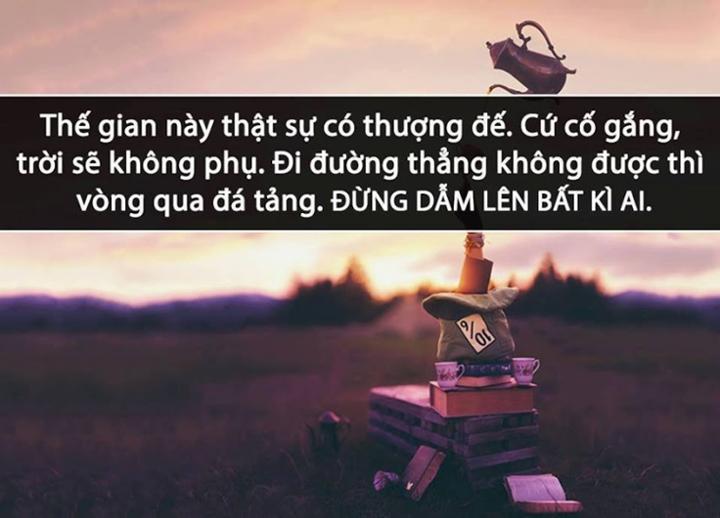 Thế gian này thật sự có thượng đế. Cứ cố gắng,
trời sẽ không phụ. Đi đường thẳng không được thì
vòng qua đá tảng. ĐỪNG DẪM LÊN BẤT KÌ AI.
10/6